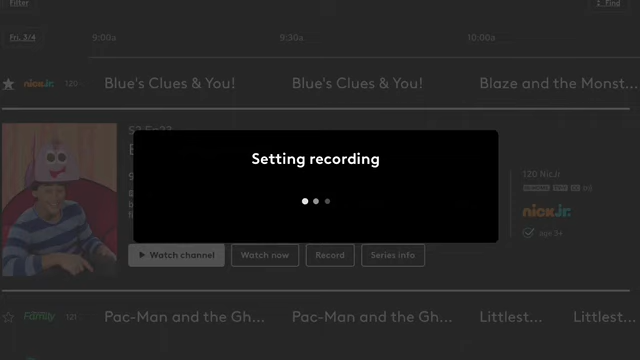 Filter
Find
Fri, 3/4
9:00a
9:30a
10:00a
nick jr.
120
Blue's Clues & You!
Blue's Clues & You!
Blaze and the Monst...
Setting recording
120 NicJr
nick jr.
Watch channel
Watch now
Record
Series info
Family
121
Pac-Man and the Gh...
Pac-Man and the Gh...
Littlest...
Littlest...